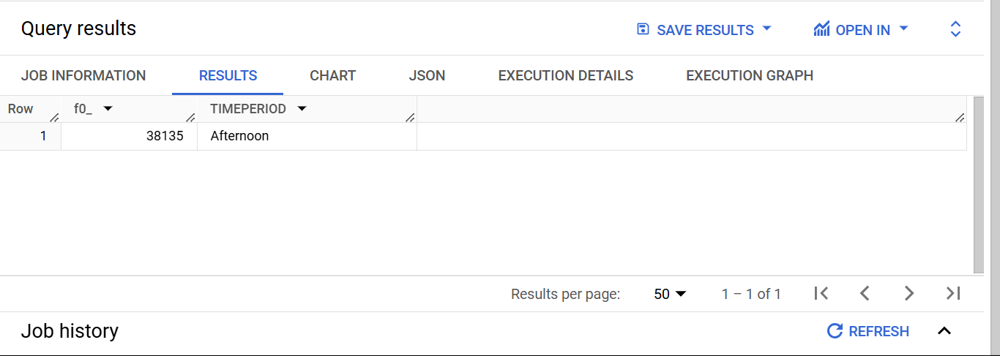 Query results SAVE RESULTS OPEN IN
JOB INFORMATION RESULTS CHART JSON EXECUTION DETAILS EXECUTION GRAPH
Row f0_ TIMEPERIOD
1 38135 Afternoon
Results per page: 50 1 – 1 of 1
Job history REFRESH